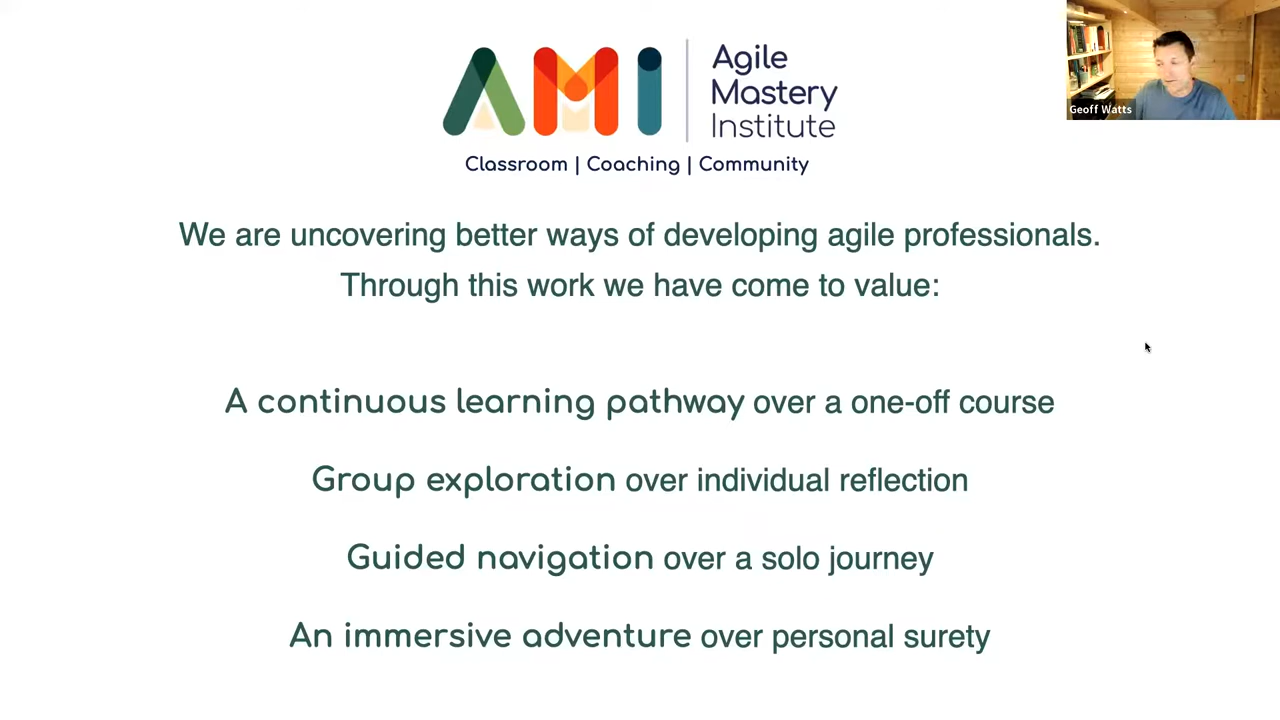 AMI
Agile
Mastery
Institute
Classroom | Coaching | Community
Geoff Watts
We are uncovering better ways of developing agile professionals.
Through this work we have come to value:
A continuous learning pathway over a one-off course
Group exploration over individual reflection
Guided navigation over a solo journey
An immersive adventure over personal surety